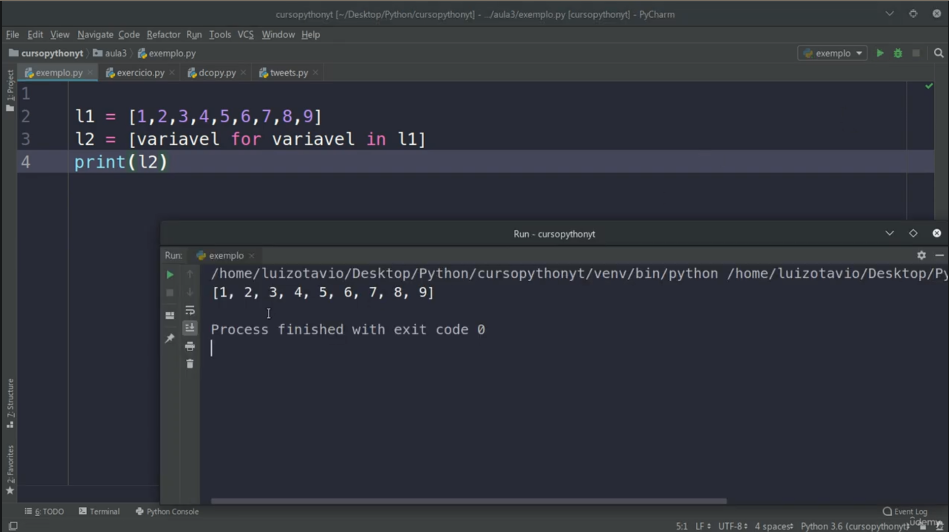 cursopythonyt [~/Desktop/Python/cursopythonyt] - .../aula3/exemplo.py [cursopythonyt] - PyCharm
File Edit View Navigate Code Refactor Run Tools VCS Window Help
cursopythonyt aula3 exemplo.py exemplo
exemplo.py exercicio.py dcopy.py tweets.py
1: Project
1
2 l1 = [1,2,3,4,5,6,7,8,9]
3 l2 = [variavel for variavel in l1]
4 print(l2)
Run - cursopythonyt
Run: exemplo
/home/luizotavio/Desktop/Python/cursopythonyt/venv/bin/python /home/luizotavio/Desktop/Py
[1, 2, 3, 4, 5, 6, 7, 8, 9]
Process finished with exit code 0
7: Structure
2: Favorites
6: TODO Terminal Python Console Event Log
5:1 LF UTF-8 4 spaces Python 3.6 (cursopythonyt)
udemy